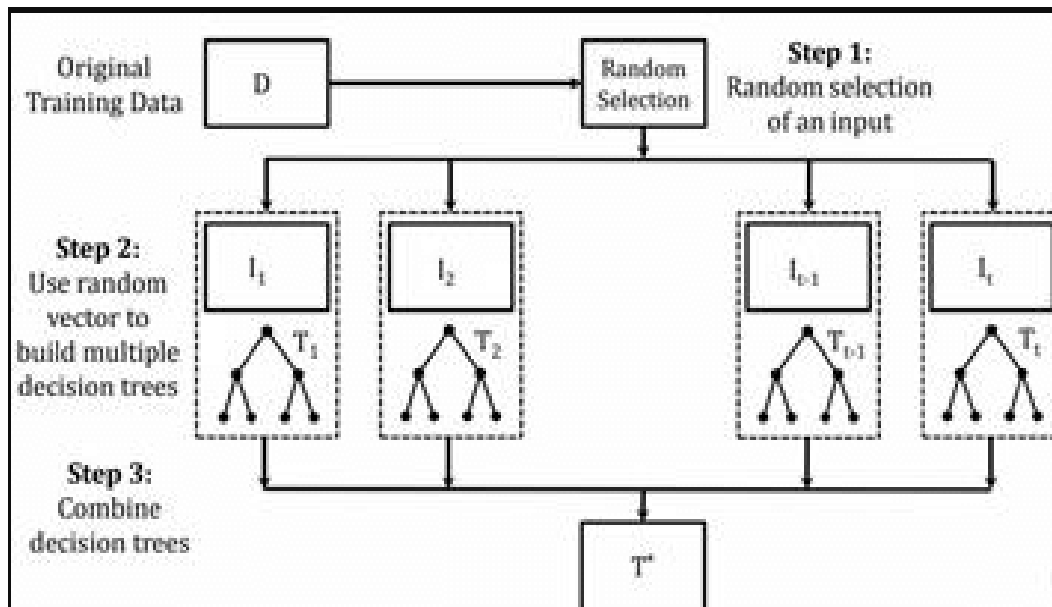 Original
Training Data
D
Random
Selection
Step 1:
Random selection
of an input
Step 2:
Use random
vector to
build multiple
decision trees
I₁
I₂
Iₜ₋₁
Iₜ
T₁
T₂
Tₜ₋₁
Tₜ
Step 3:
Combine
decision trees
T*